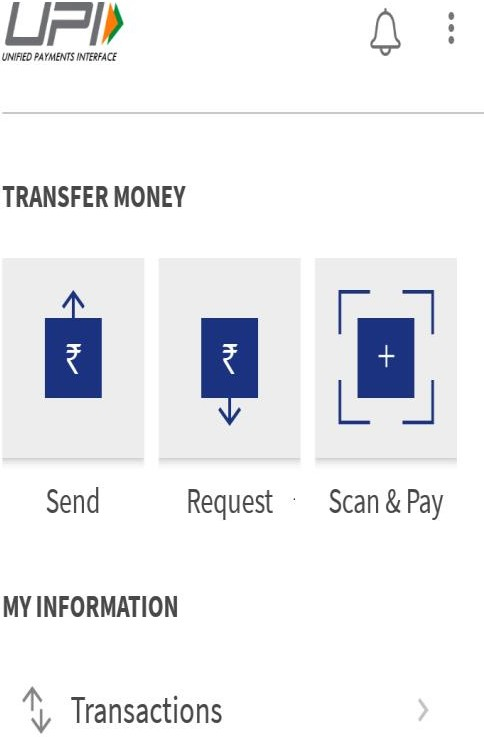 UPI
UNIFIED PAYMENTS INTERFACE
TRANSFER MONEY
₹ ₹ +
Send Request Scan & Pay
MY INFORMATION
Transactions